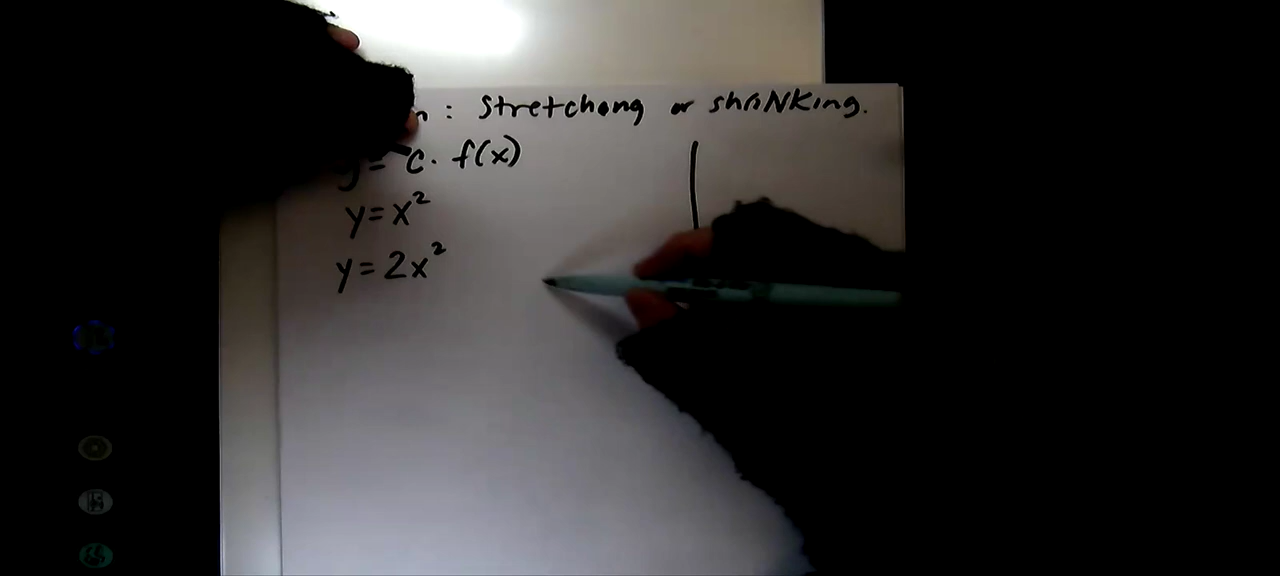 : Stretchong or shriNKing.
y = c · f(x)
y = x²
y = 2x²